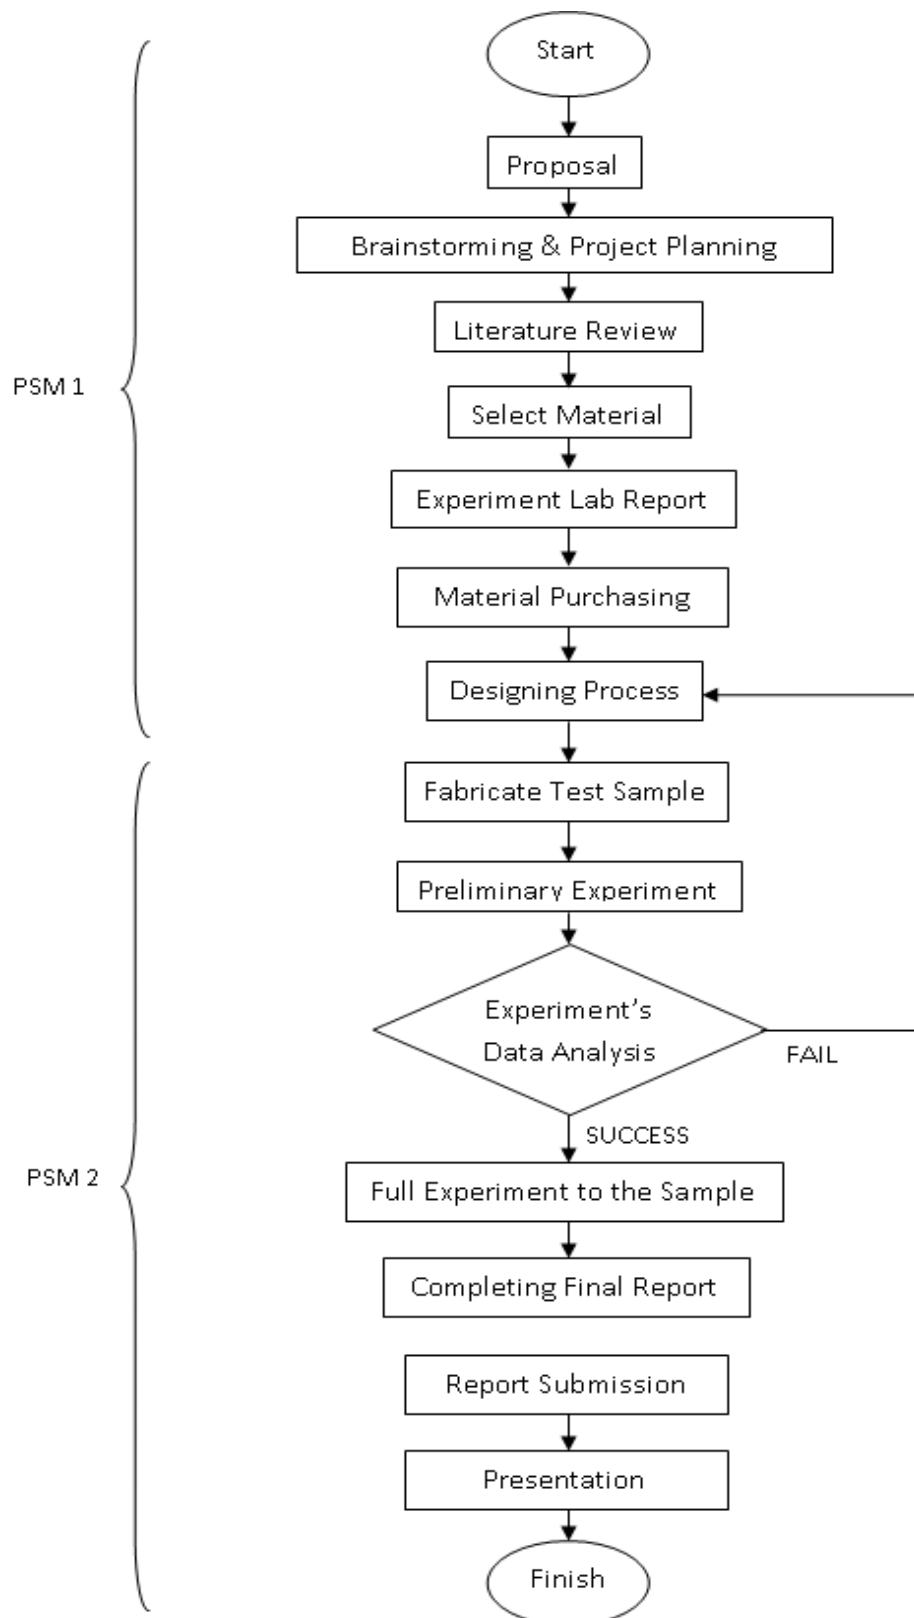 Start
Proposal
Brainstorming & Project Planning
Literature Review
PSM 1
Select Material
Experiment Lab Report
Material Purchasing
Designing Process
Fabricate Test Sample
Preliminary Experiment
Experiment's
Data Analysis
FAIL
SUCCESS
PSM 2
Full Experiment to the Sample
Completing Final Report
Report Submission
Presentation
Finish